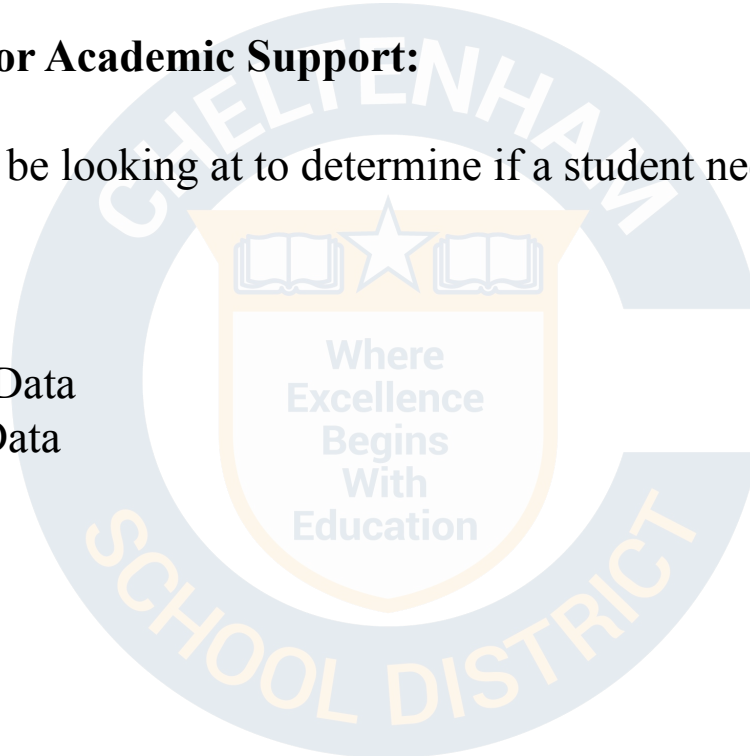 or Academic Support:
CHELTENHAM
be looking at to determine if a student ne
Where
Excellence
Data
Begins
Data
With
Education
SCHOOL DISTRICT